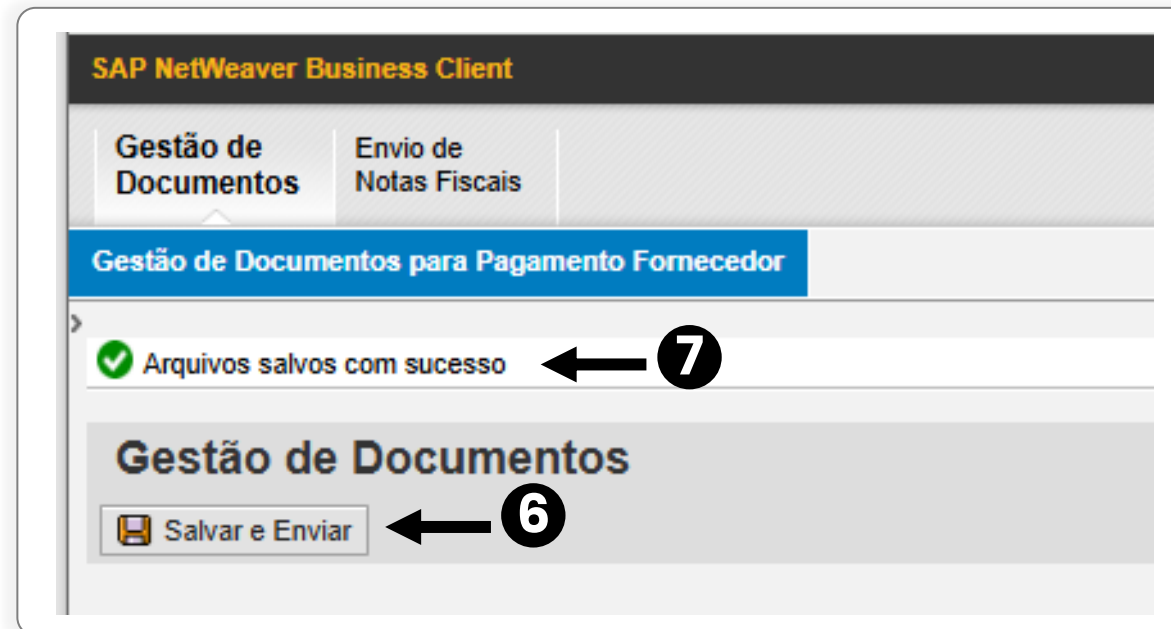 SAP NetWeaver Business Client
Gestão de
Documentos
Envio de
Notas Fiscais
Gestão de Documentos para Pagamento Fornecedor
Arquivos salvos com sucesso
7
Gestão de Documentos
Salvar e Enviar
6